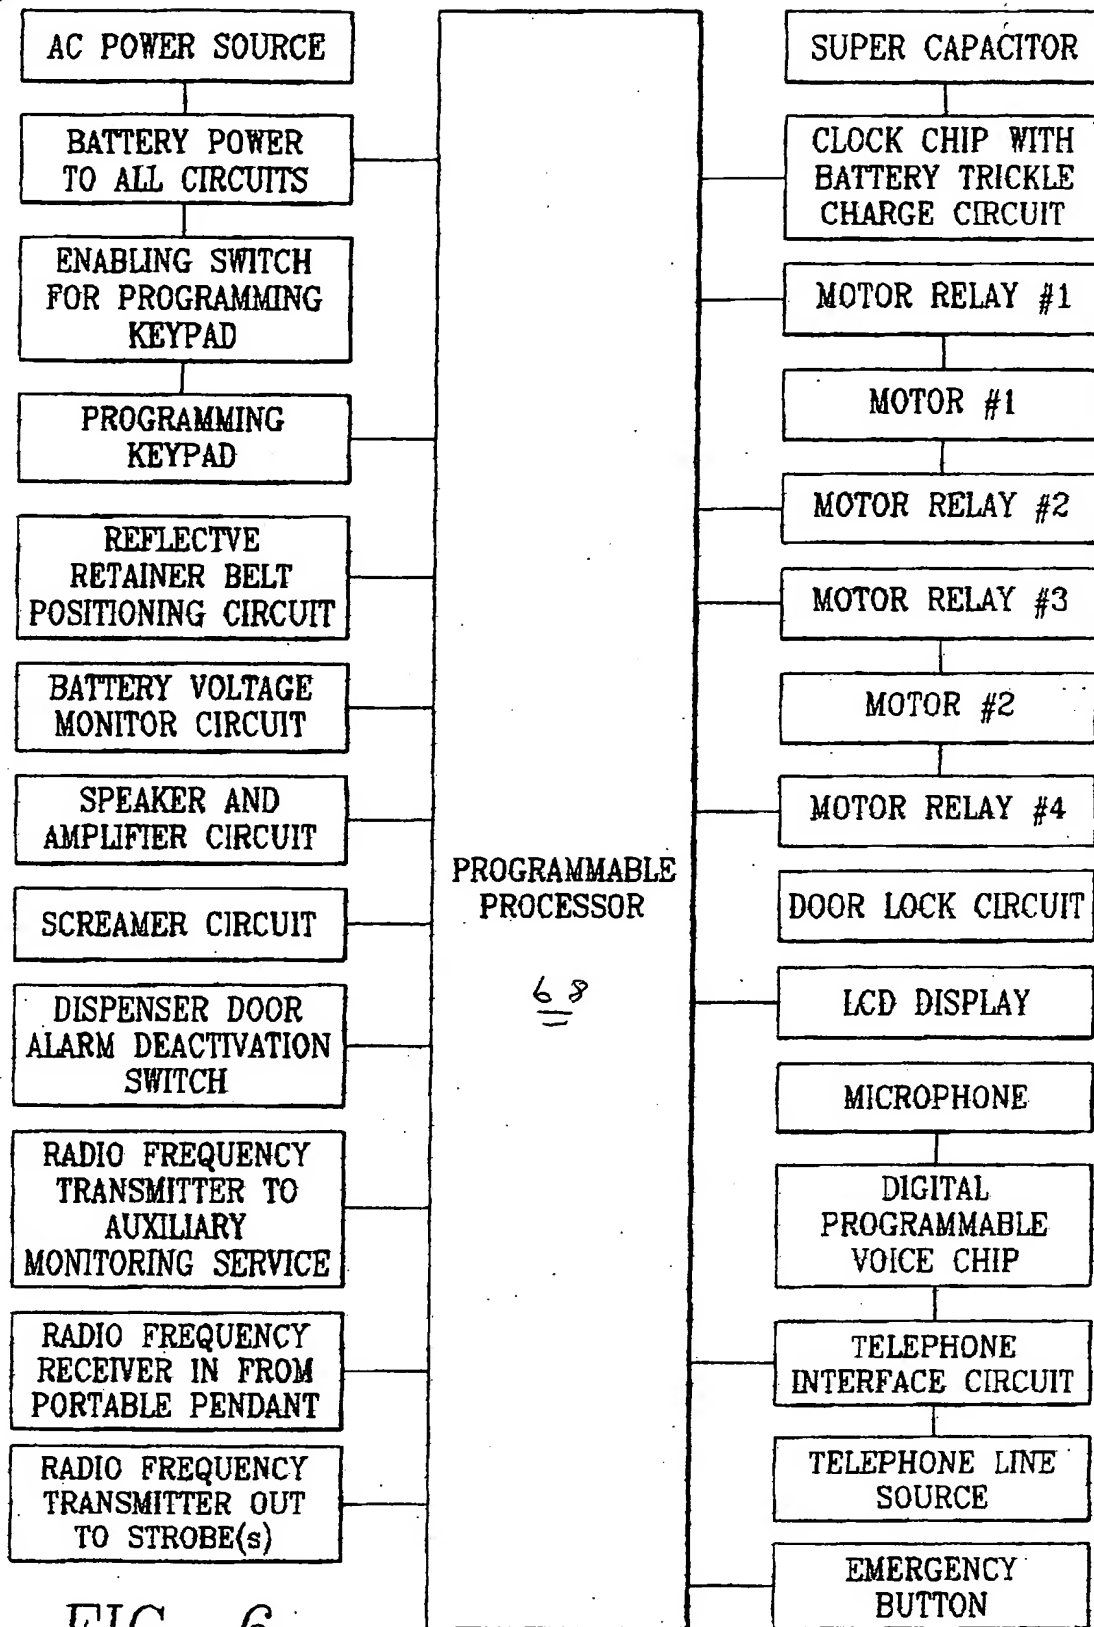 AC POWER SOURCE
BATTERY POWER
TO ALL CIRCUITS
ENABLING SWITCH
FOR PROGRAMMING
KEYPAD
PROGRAMMING
KEYPAD
REFLECTVE
RETAINER BELT
POSITIONING CIRCUIT
BATTERY VOLTAGE
MONITOR CIRCUIT
SPEAKER AND
AMPLIFIER CIRCUIT
SCREAMER CIRCUIT
DISPENSER DOOR
ALARM DEACTIVATION
SWITCH
RADIO FREQUENCY
TRANSMITTER TO
AUXILIARY
MONITORING SERVICE
RADIO FREQUENCY
RECEIVER IN FROM
PORTABLE PENDANT
RADIO FREQUENCY
TRANSMITTER OUT
TO STROBE(s)
PROGRAMMABLE
PROCESSOR
68
SUPER CAPACITOR
CLOCK CHIP WITH
BATTERY TRICKLE
CHARGE CIRCUIT
MOTOR RELAY #1
MOTOR #1
MOTOR RELAY #2
MOTOR RELAY #3
MOTOR #2
MOTOR RELAY #4
DOOR LOCK CIRCUIT
LCD DISPLAY
MICROPHONE
DIGITAL
PROGRAMMABLE
VOICE CHIP
TELEPHONE
INTERFACE CIRCUIT
TELEPHONE LINE
SOURCE
EMERGENCY
BUTTON
FIG. 6